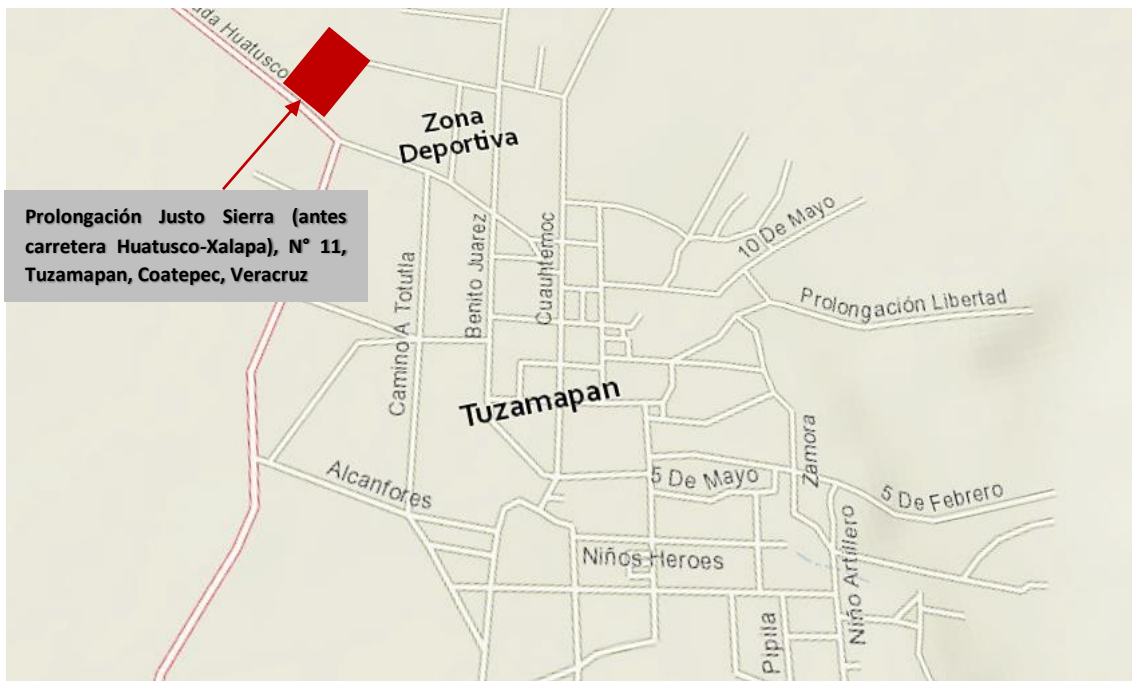 da Huatusco
Zona
Deportiva
Prolongación Justo Sierra (antes
carretera Huatusco-Xalapa), N° 11,
Tuzamapan, Coatepec, Veracruz
10 De Mayo
Benito Juarez
Cuauhtemoc
Camino A Totutla
Prolongación Libertad
Tuzamapan
Zamora
Alcanfores
5 De Mayo
5 De Febrero
Niños Heroes
Niño Artillero
Pipila